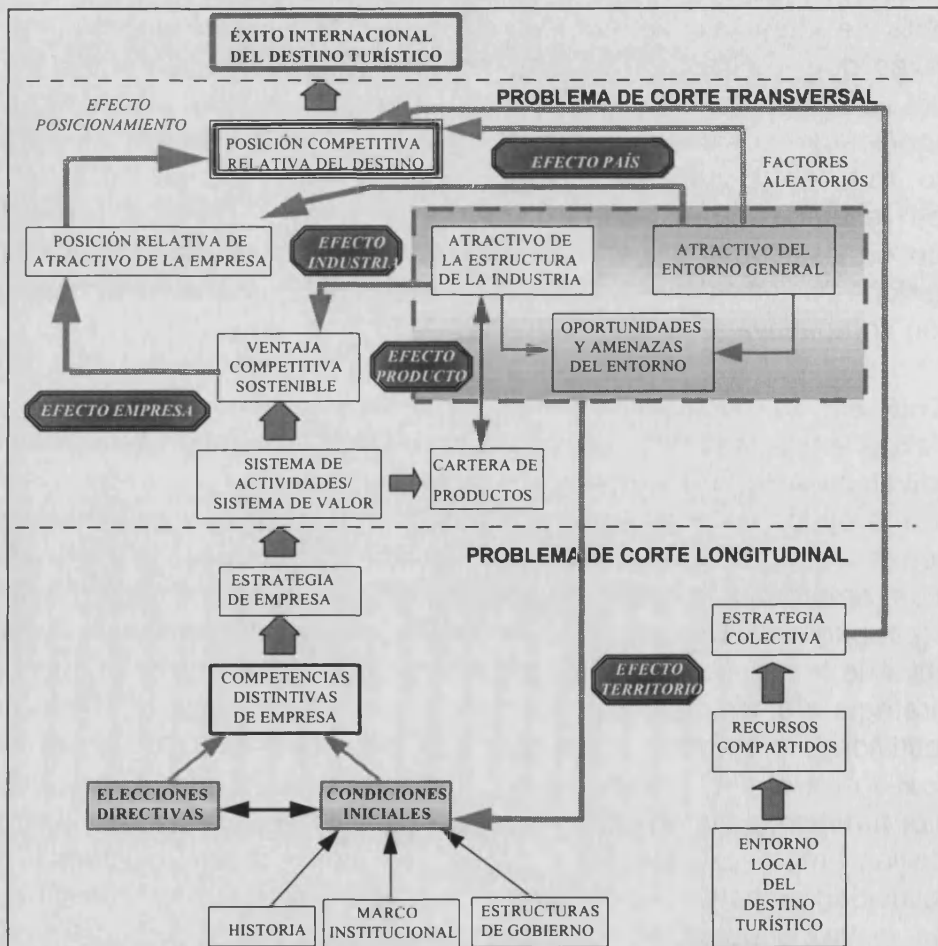 ÉXITO INTERNACIONAL
DEL DESTINO TURÍSTICO
PROBLEMA DE CORTE TRANSVERSAL
EFECTO
POSICIONAMIENTO
POSICIÓN COMPETITIVA
RELATIVA DEL DESTINO
EFECTO PAÍS
FACTORES
ALEATORIOS
POSICIÓN RELATIVA DE
ATRACTIVO DE LA EMPRESA
EFECTO
INDUSTRIA
ATRACTIVO DE
LA ESTRUCTURA
DE LA INDUSTRIA
ATRACTIVO DEL
ENTORNO GENERAL
VENTAJA
COMPETITIVA
SOSTENIBLE
EFECTO
PRODUCTO
OPORTUNIDADES
Y AMENAZAS
DEL ENTORNO
EFECTO EMPRESA
SISTEMA DE
ACTIVIDADES/
SISTEMA DE VALOR
CARTERA DE
PRODUCTOS
PROBLEMA DE CORTE LONGITUDINAL
ESTRATEGIA
DE EMPRESA
ESTRATEGIA
COLECTIVA
COMPETENCIAS
DISTINTIVAS
DE EMPRESA
EFECTO
TERRITORIO
RECURSOS
COMPARTIDOS
ELECCIONES
DIRECTIVAS
CONDICIONES
INICIALES
ENTORNO
LOCAL
DEL
DESTINO
TURÍSTICO
HISTORIA
MARCO
INSTITUCIONAL
ESTRUCTURAS
DE GOBIERNO